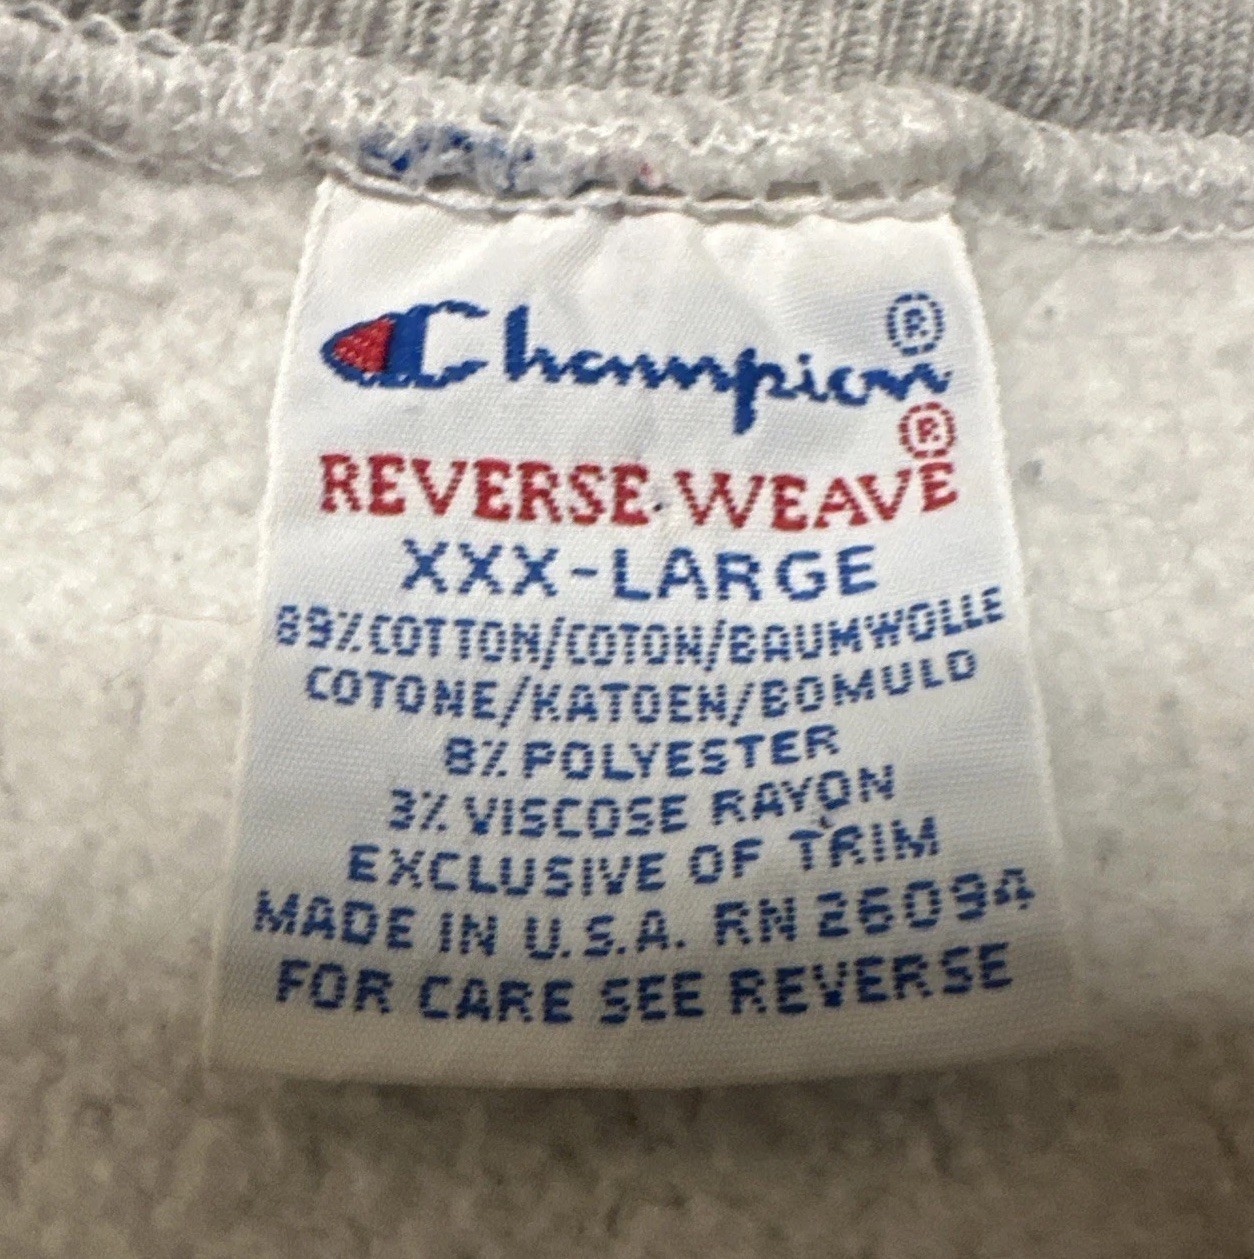 Champion®
REVERSE WEAVE®
XXX-LARGE
89% COTTON/COTON/BAUMWOLLE
COTONE/KATOEN/BOMULD
8% POLYESTER
3% VISCOSE RAYON
EXCLUSIVE OF TRIM
MADE IN U.S.A. RN 26094
FOR CARE SEE REVERSE